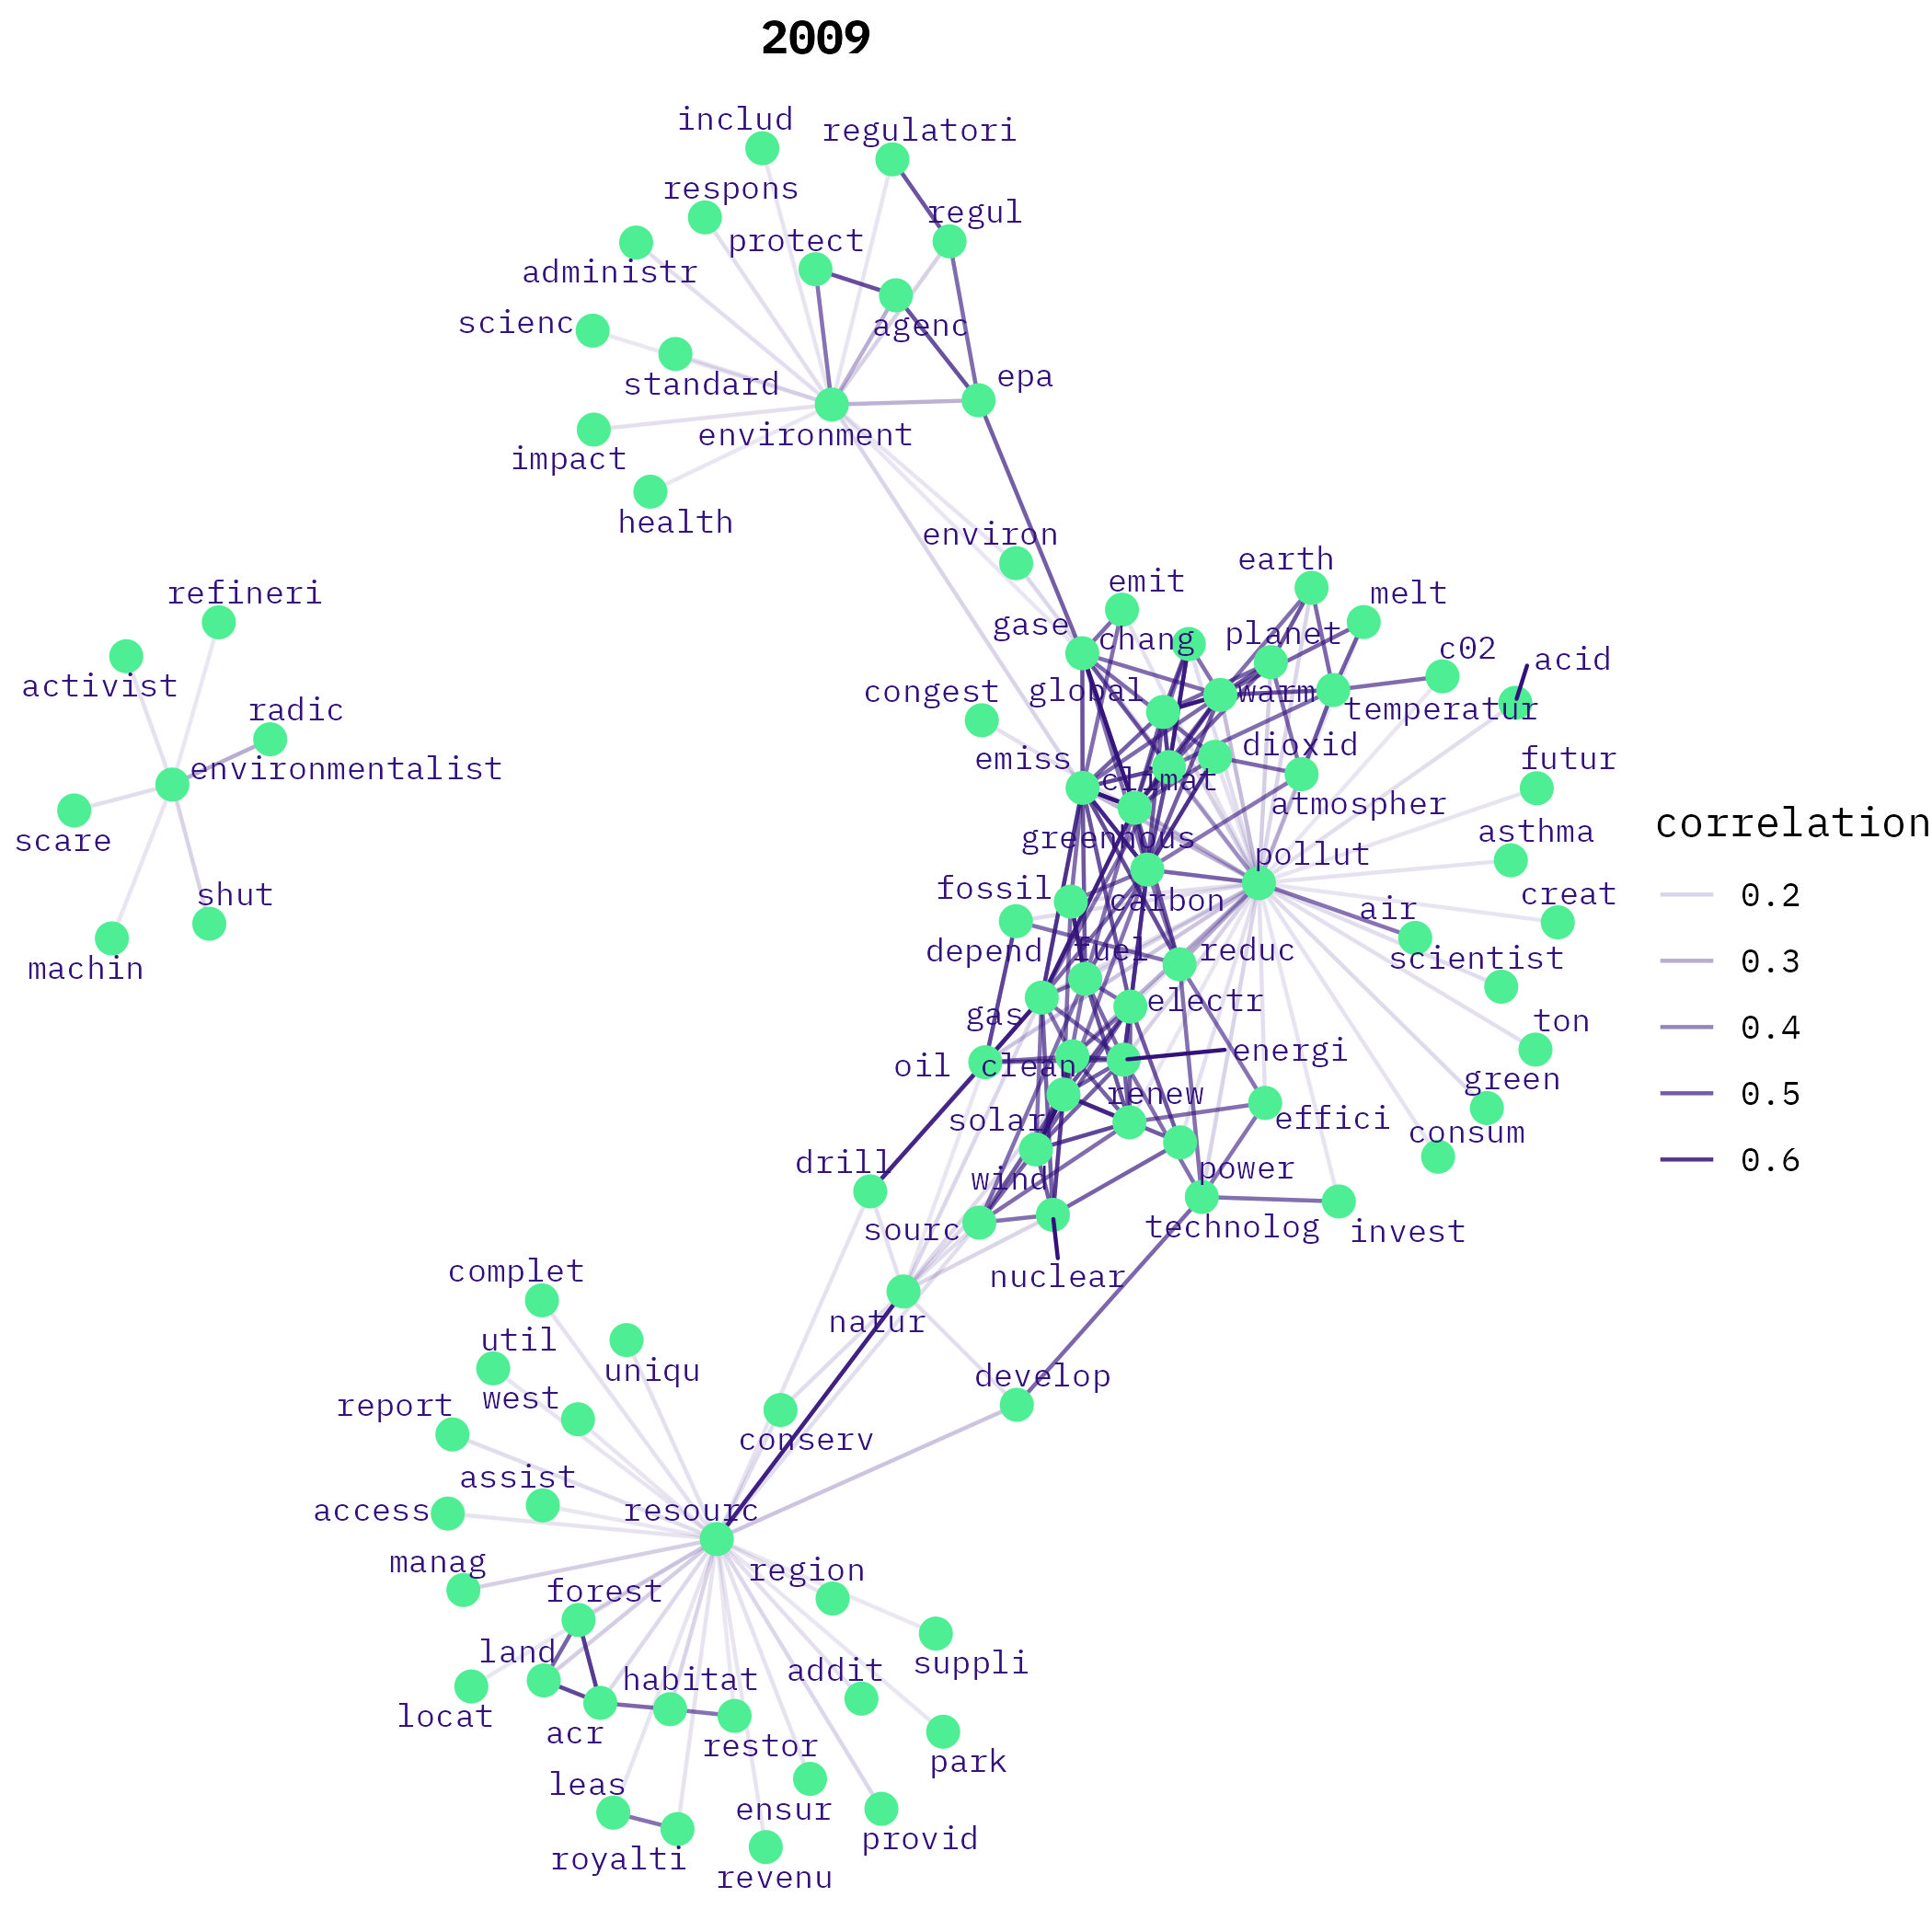 2009
includ
regulatori
respons
regul
protect
administr
scienc
agenc
standard
epa
environment
impact
health
environ
earth
emit
melt
refineri
gase
chang
planet
c02
acid
activist
congest
global
warm
temperatur
radic
emiss
dioxid
futur
environmentalist
climat
atmospher
correlation
scare
greenhous
asthma
pollut
shut
fossil
carbon
air
creat
0.2
machin
depend
fuel
reduc
scientist
0.3
gas
electr
ton
0.4
oil
clean
energi
green
solar
renew
effici
consum
0.5
drill
wind
power
0.6
sourc
technolog
invest
complet
nuclear
natur
util
uniqu
develop
report
west
conserv
assist
access
resourc
manag
region
forest
land
habitat
addit
suppli
locat
acr
restor
park
leas
ensur
royalti
provid
revenu